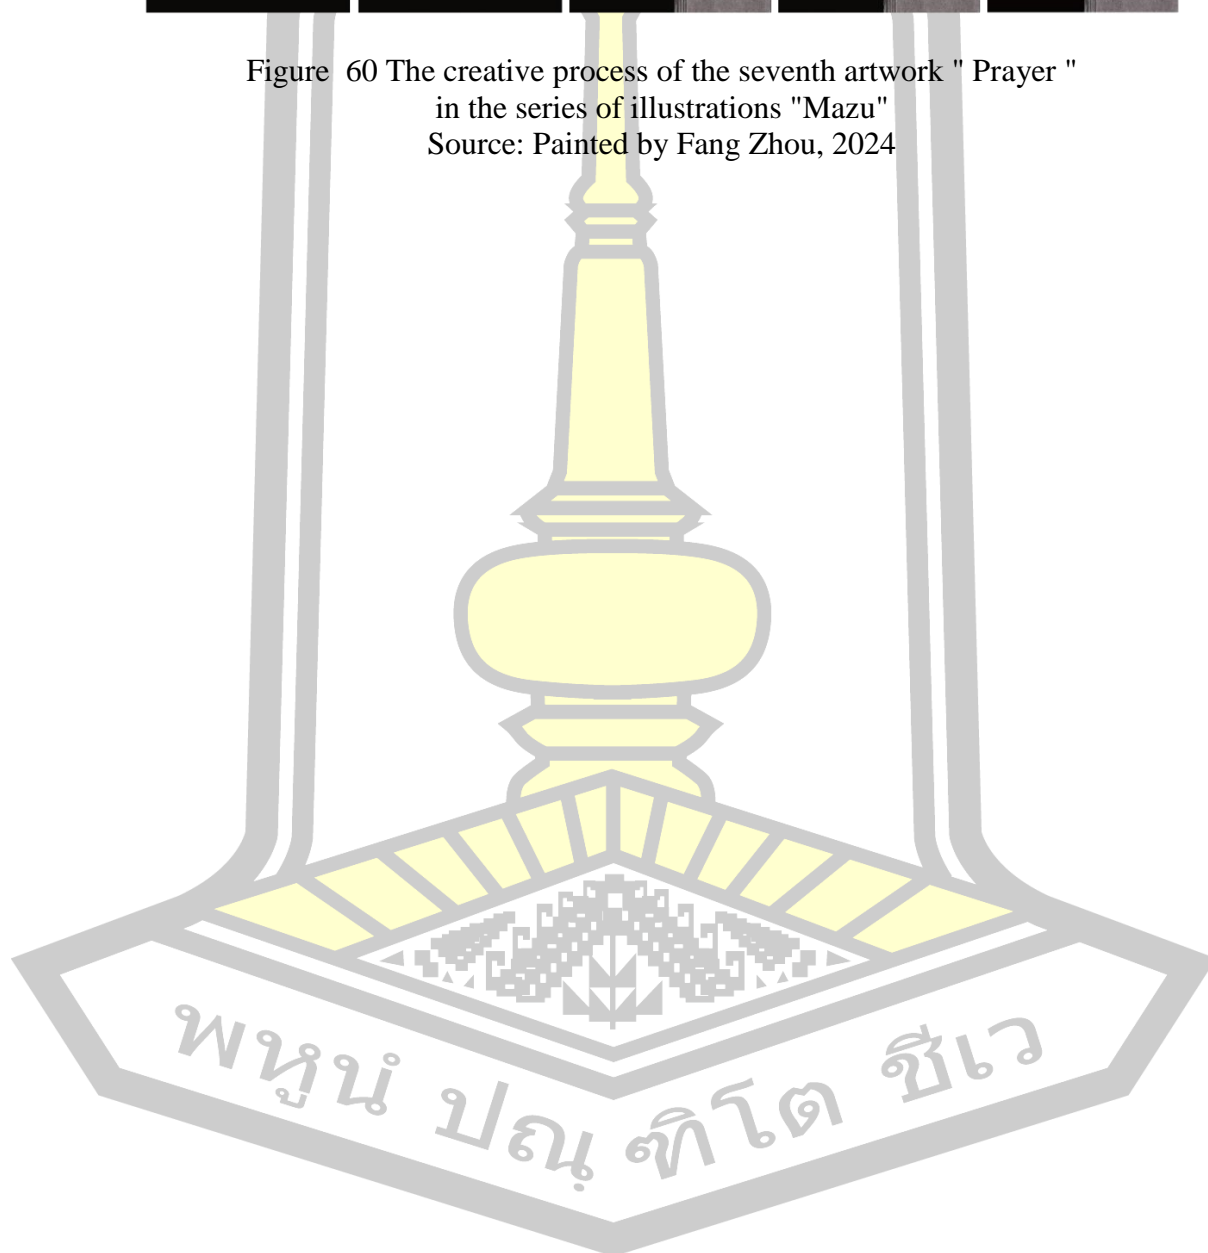 Figure 60 The creative process of the seventh artwork " Prayer "
in the series of illustrations "Mazu"
Source: Painted by Fang Zhou, 2024
พหูนํ ปณฺฑิโต ชีเว